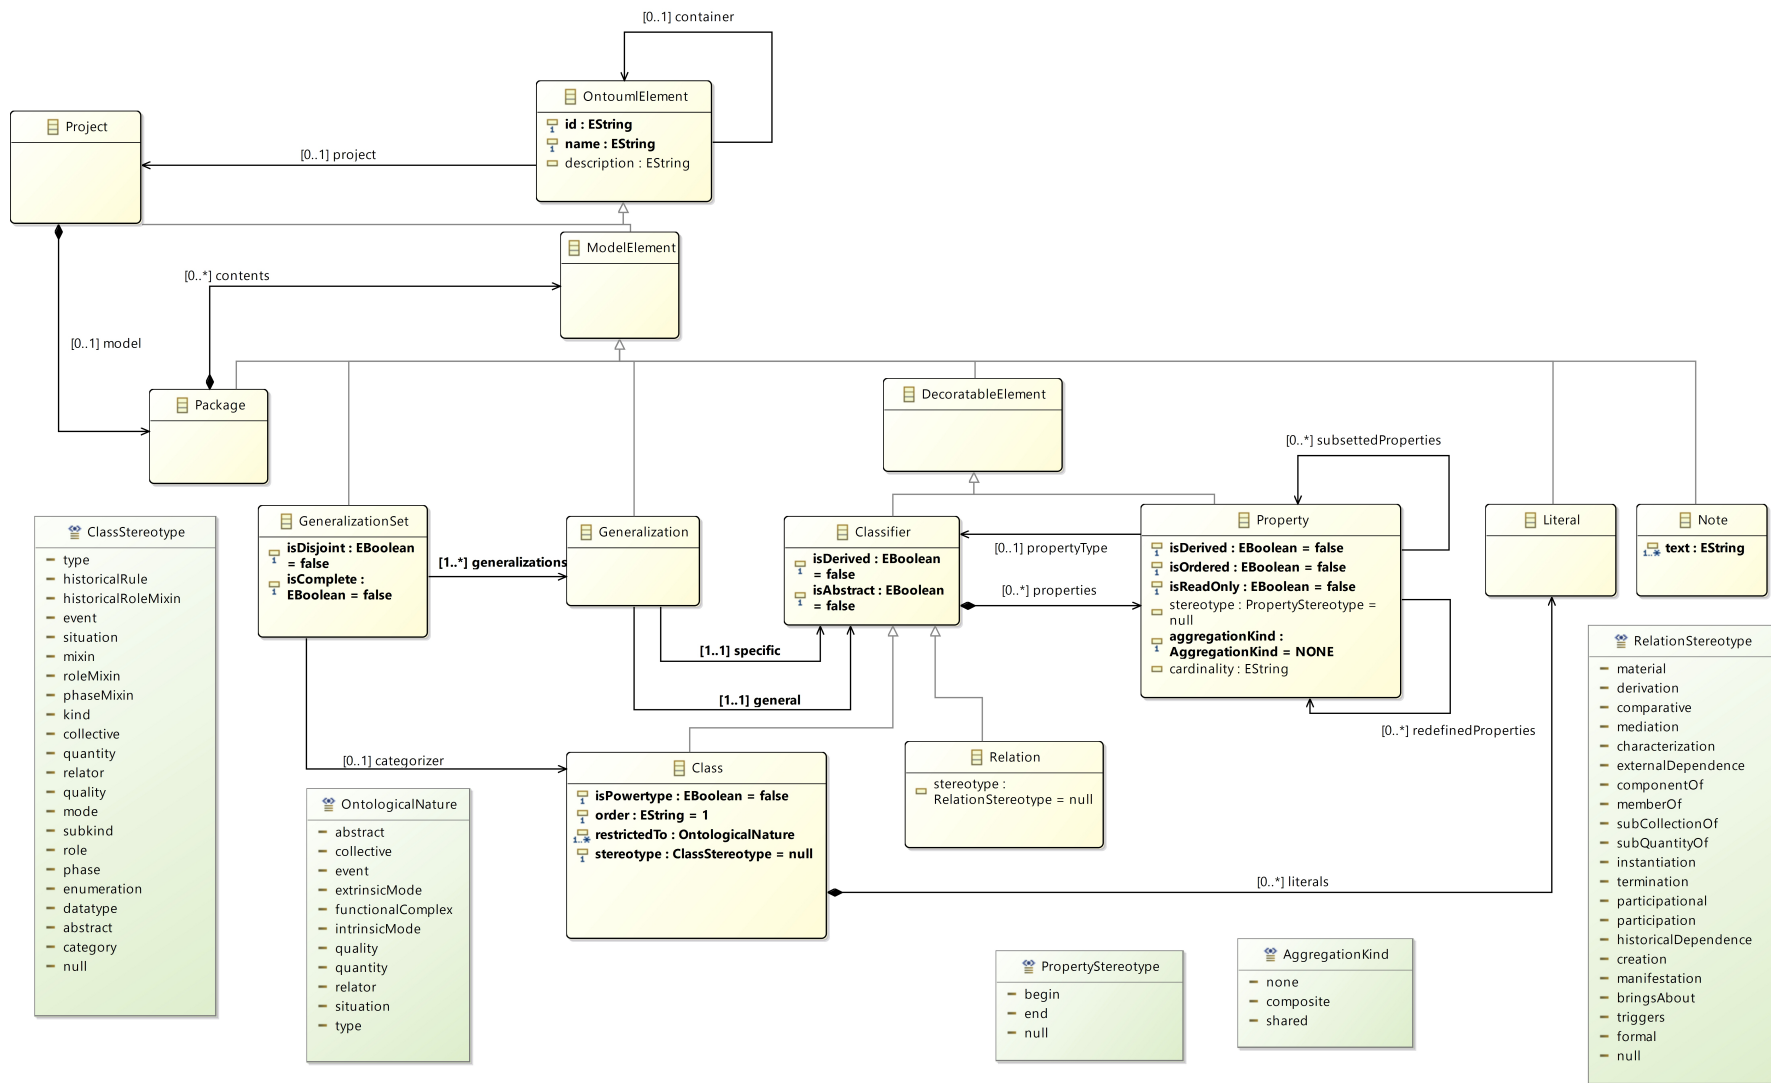 [0..1] container
OntoumlElement
id : EString
name : EString
description : EString
Project
[0..1] project
ModelElement
[0..*] contents
[0..1] model
Package
DecoratableElement
[0..*] subsettedProperties
ClassStereotype
type
historicalRule
historicalRoleMixin
event
situation
mixin
roleMixin
phaseMixin
kind
collective
quantity
relator
quality
mode
subkind
role
phase
enumeration
datatype
abstract
category
null
GeneralizationSet
isDisjoint : EBoolean
= false
isComplete :
EBoolean = false
[1..*] generalizations
Generalization
Classifier
isDerived : EBoolean
= false
isAbstract : EBoolean
= false
[0..1] propertyType
[0..*] properties
Property
isDerived : EBoolean = false
isOrdered : EBoolean = false
isReadOnly : EBoolean = false
stereotype : PropertyStereotype =
null
aggregationKind :
AggregationKind = NONE
cardinality : EString
Literal
Note
1..*
text : EString
[1..1] specific
[1..1] general
[0..*] redefinedProperties
[0..1] categorizer
Class
isPowertype : EBoolean = false
order : EString = 1
1..*
restrictedTo : OntologicalNature
stereotype : ClassStereotype = null
Relation
stereotype :
RelationStereotype = null
[0..*] literals
OntologicalNature
abstract
collective
event
extrinsicMode
functionalComplex
intrinsicMode
quality
quantity
relator
situation
type
PropertyStereotype
begin
end
null
AggregationKind
none
composite
shared
RelationStereotype
material
derivation
comparative
mediation
characterization
externalDependence
componentOf
memberOf
subCollectionOf
subQuantityOf
instantiation
termination
participational
participation
historicalDependence
creation
manifestation
bringsAbout
triggers
formal
null